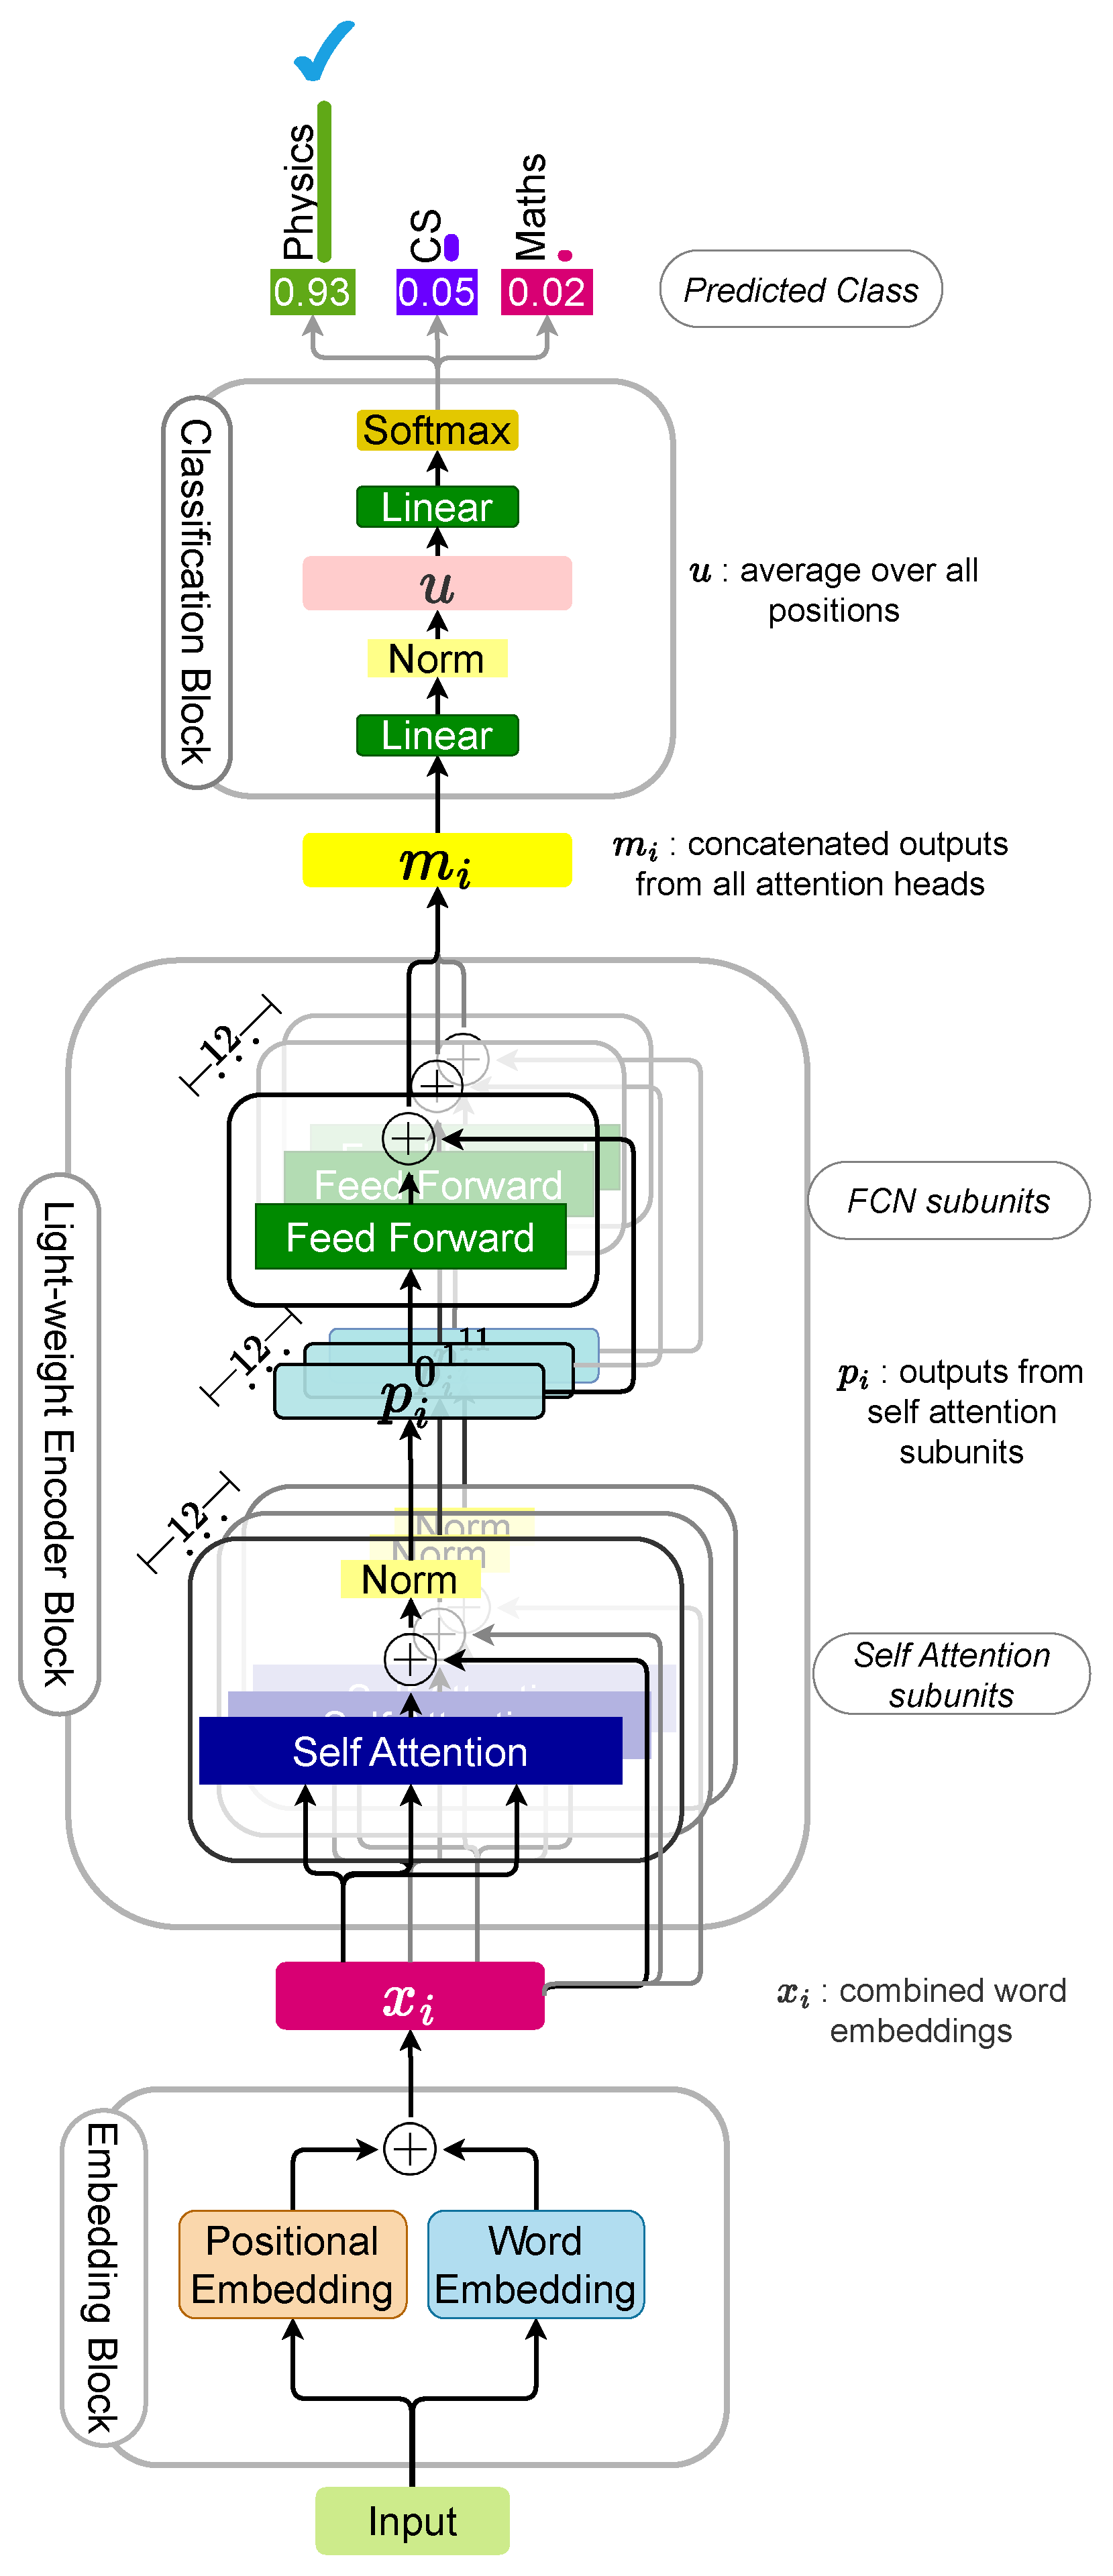 Physics
CS
Maths
0.93
0.05
0.02
Predicted Class
Classification Block
Softmax
Linear
u
u : average over all
positions
Norm
Linear
m_i
m_i : concatenated outputs
from all attention heads
Light-weight Encoder Block
12
Feed Forward
Feed Forward
FCN subunits
12
p_i^0
1
11
p_i : outputs from
self attention
subunits
12
Norm
Norm
Norm
Self Attention
Self Attention
subunits
x_i
x_i : combined word
embeddings
Embedding Block
Positional
Embedding
Word
Embedding
Input